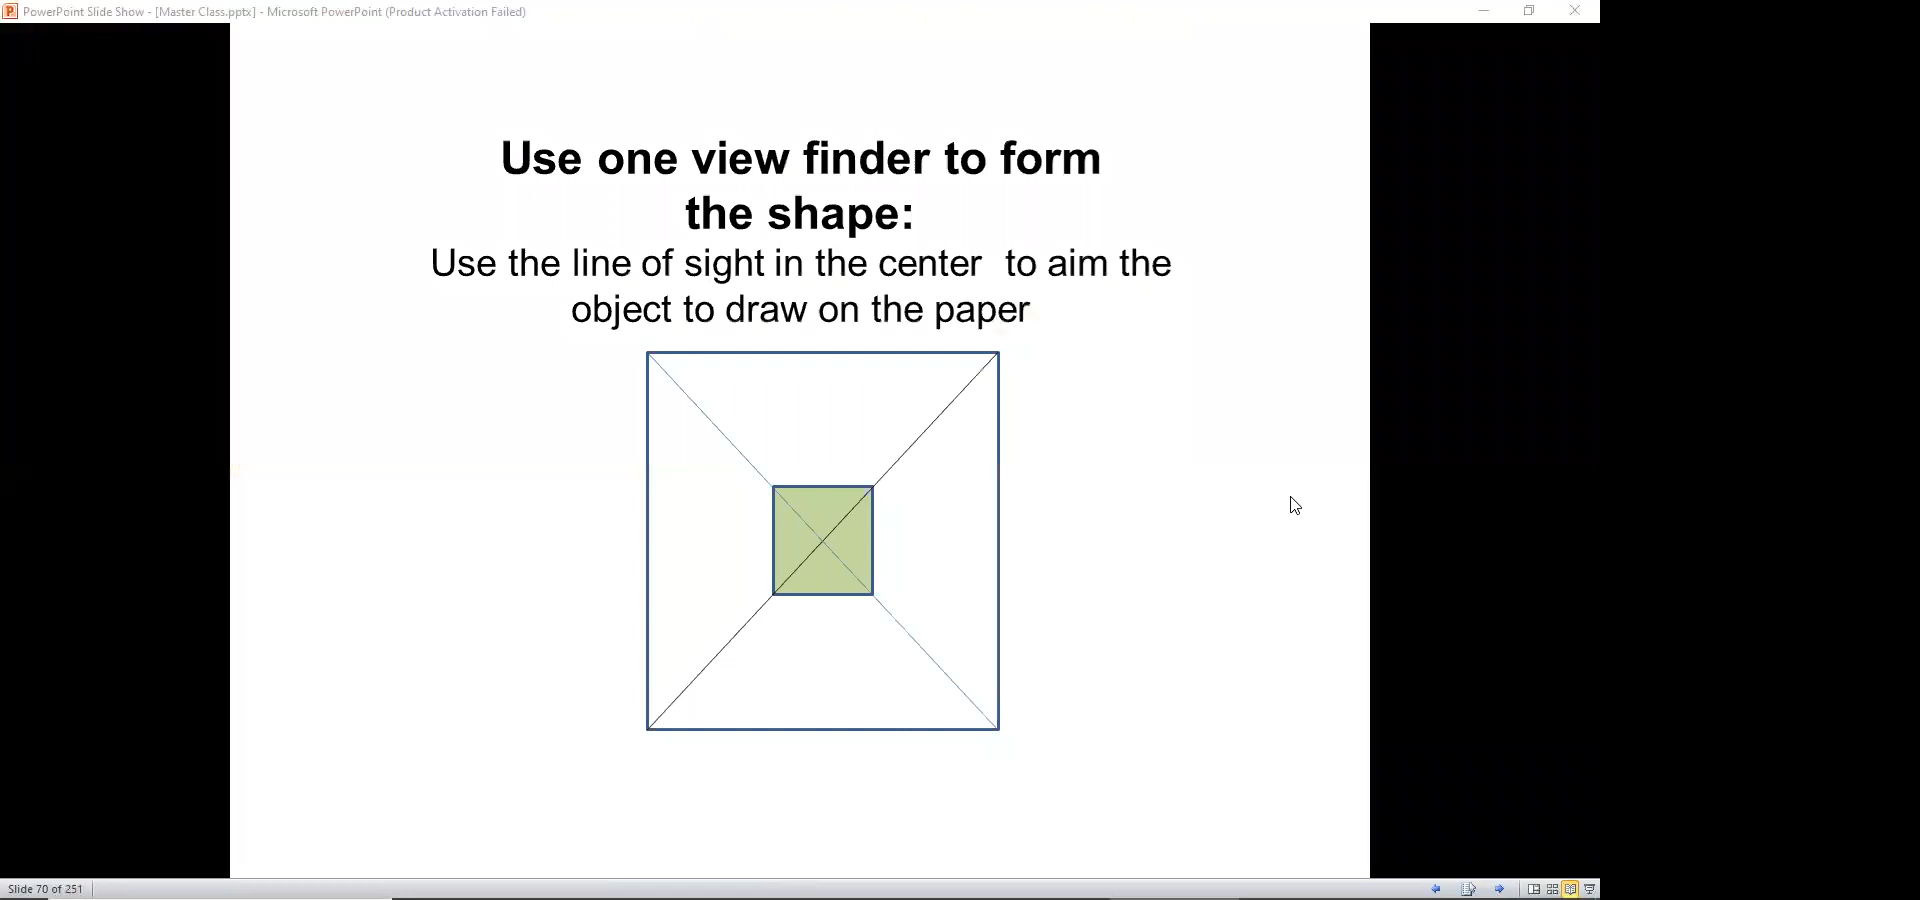 PowerPoint Slide Show - [Master Class.pptx] - Microsoft PowerPoint (Product Activation Failed)
Use one view finder to form
the shape:
Use the line of sight in the center  to aim the
object to draw on the paper
Slide 70 of 251